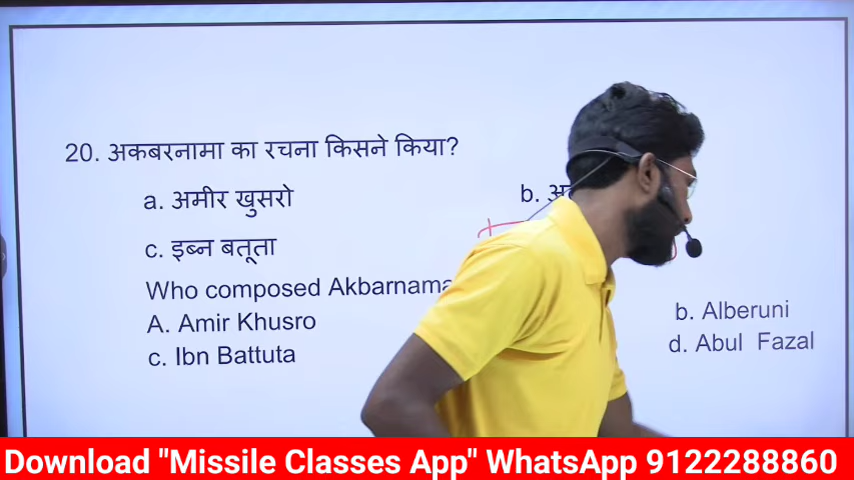 20. अकबरनामा का रचना किसने किया?
a. अमीर खुसरो
b.
c. इब्न बतूता
Who composed Akbarnama
A. Amir Khusro
b. Alberuni
c. Ibn Battuta
d. Abul Fazal
Download "Missile Classes App" WhatsApp 9122288860